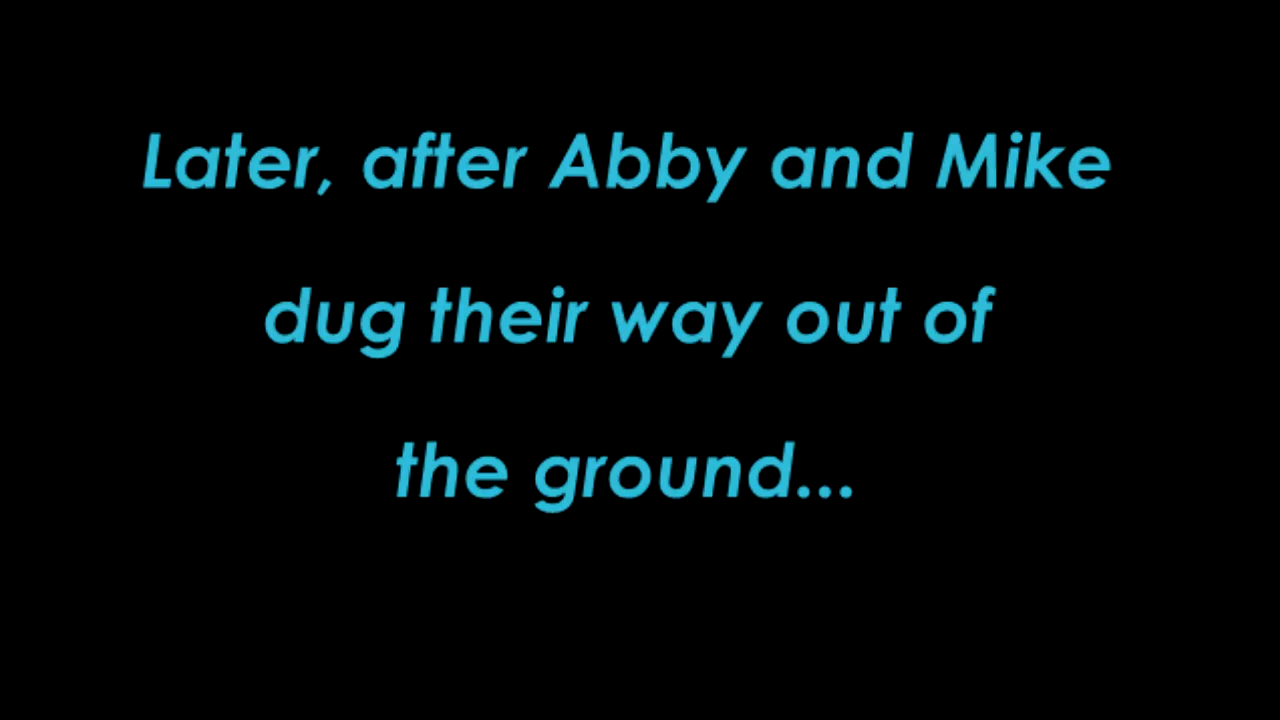 Later, after Abby and Mike
dug their way out of
the ground...